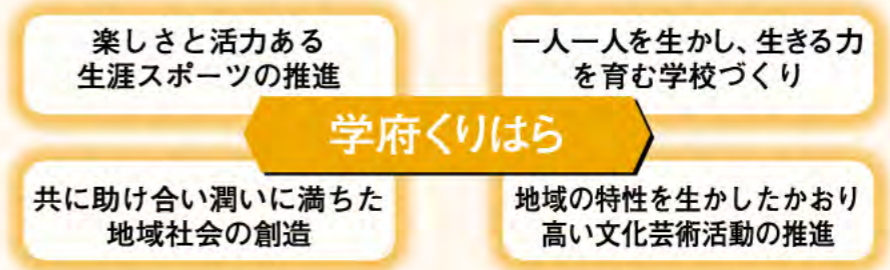 楽しさと活力ある
生涯スポーツの推進
一人一人を生かし、生きる力
を育む学校づくり
学府くりはら
共に助け合い潤いに満ちた
地域社会の創造
地域の特性を生かしたかおり
高い文化芸術活動の推進